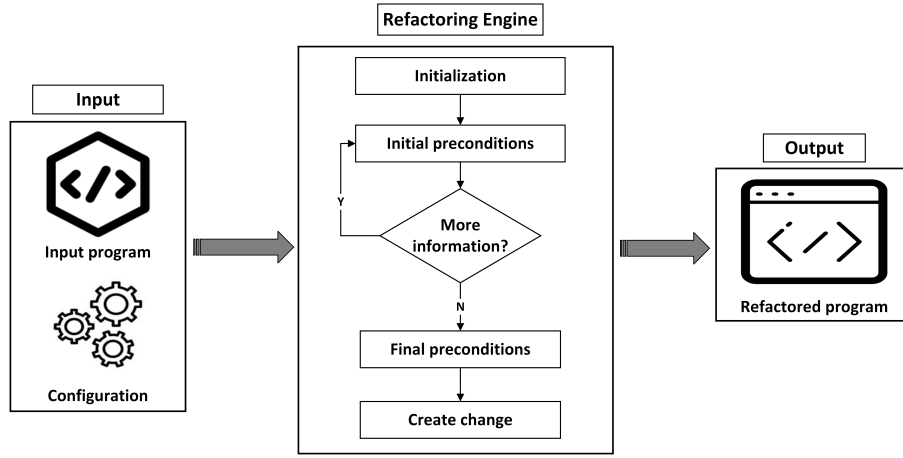 Refactoring Engine
Input
Input program
Configuration
Initialization
Initial preconditions
Y
More
information?
N
Final preconditions
Create change
Output
Refactored program